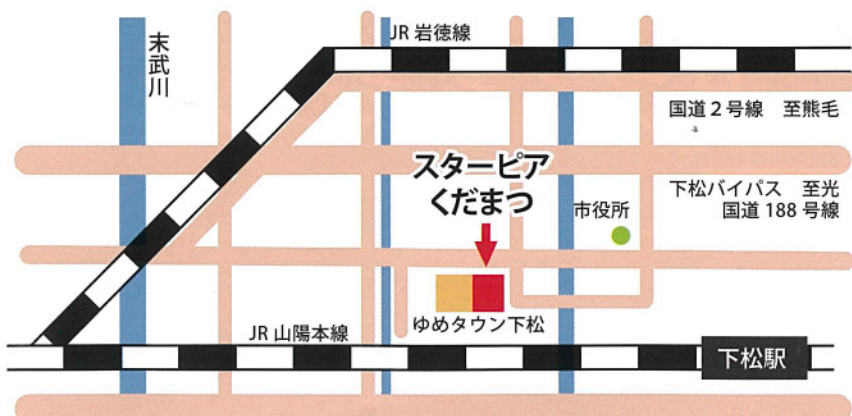 JR 岩徳線
末武川
国道2号線 至熊毛
スターピア
くだまつ
下松バイパス 至光
国道 188 号線
市役所
ゆめタウン下松
JR 山陽本線
下松駅